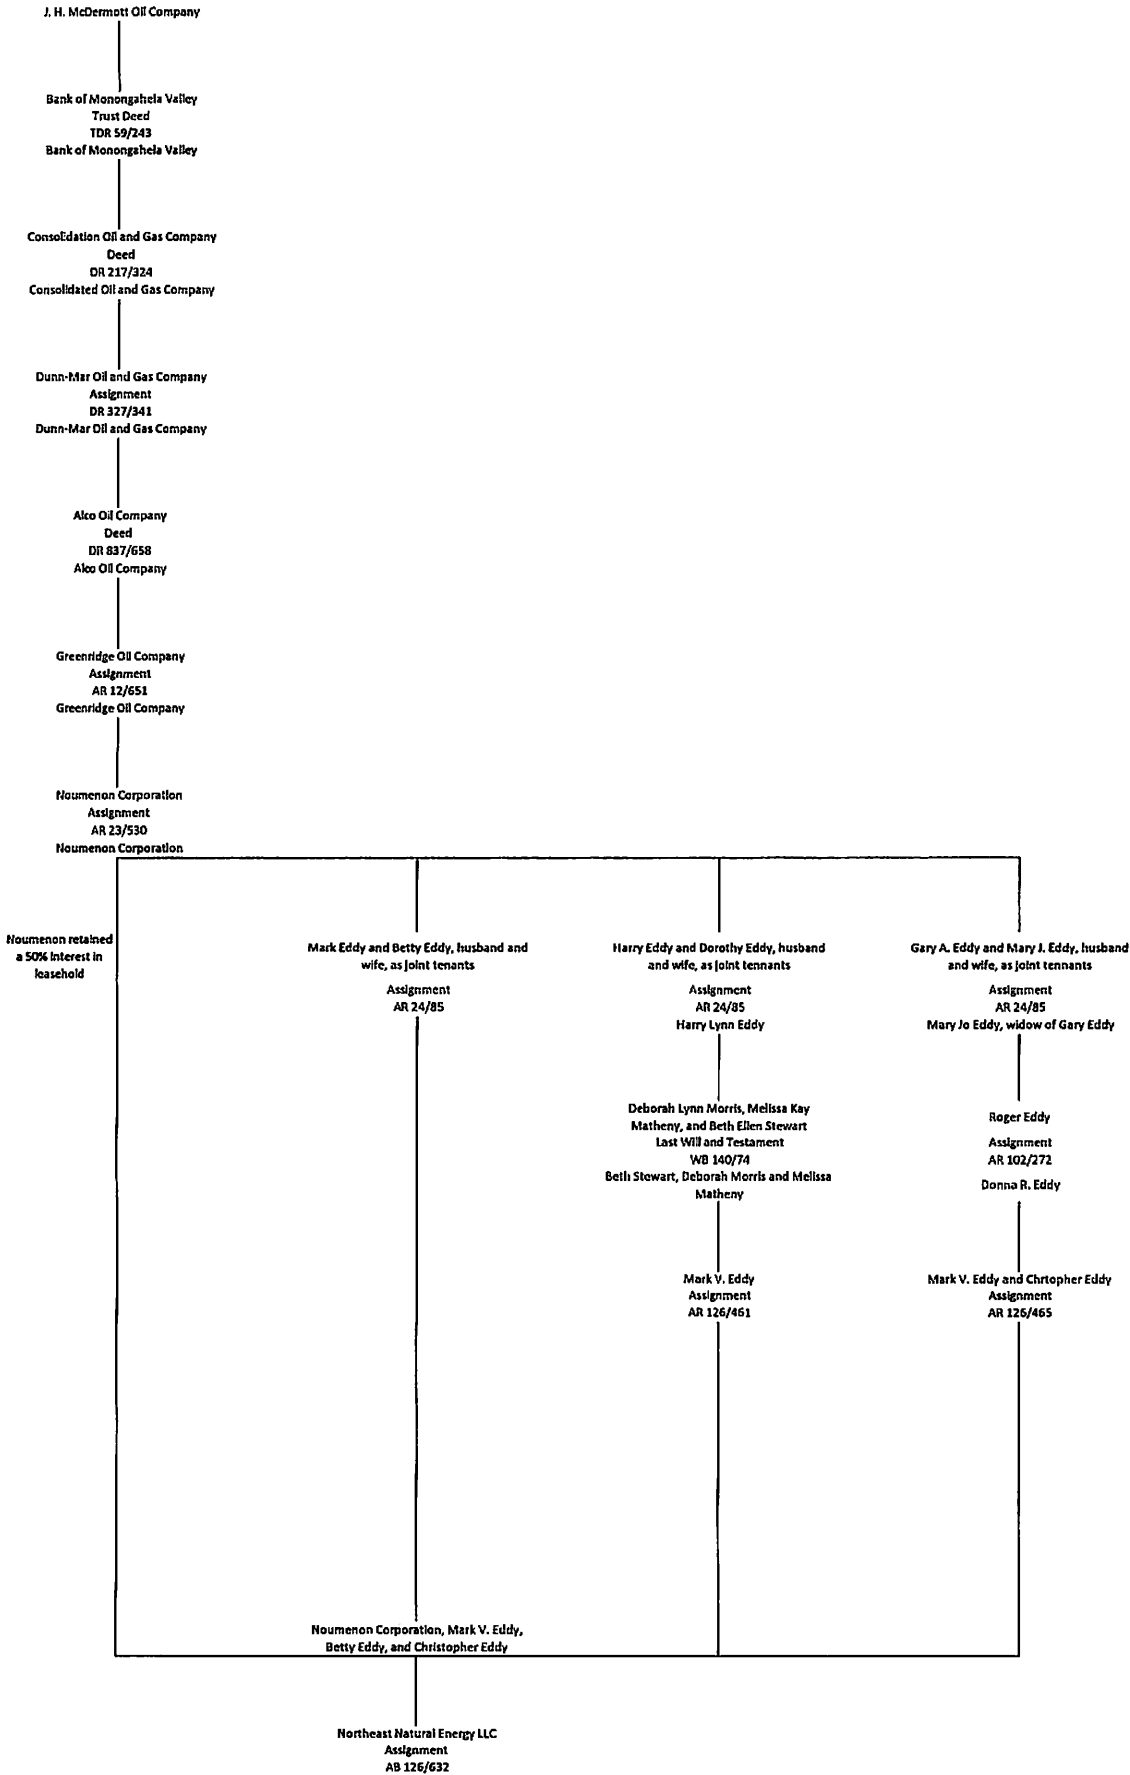 J. H. McDermott Oil Company
Bank of Monongahela Valley
Trust Deed
TDR 59/243
Bank of Monongahela Valley
Consolidation Oil and Gas Company
Deed
DR 217/324
Consolidated Oil and Gas Company
Dunn-Mar Oil and Gas Company
Assignment
DR 327/341
Dunn-Mar Oil and Gas Company
Alco Oil Company
Deed
DR 837/658
Alco Oil Company
Greenridge Oil Company
Assignment
AR 12/651
Greenridge Oil Company
Noumenon Corporation
Assignment
AR 23/530
Noumenon Corporation
Noumenon retained
a 50% interest in
leasehold
Mark Eddy and Betty Eddy, husband and
wife, as joint tenants
Assignment
AR 24/85
Harry Eddy and Dorothy Eddy, husband
and wife, as joint tennants
Assignment
AR 24/85
Harry Lynn Eddy
Deborah Lynn Morris, Melissa Kay
Matheny, and Beth Ellen Stewart
Last Will and Testament
WB 140/74
Beth Stewart, Deborah Morris and Melissa
Matheny
Mark V. Eddy
Assignment
AR 126/461
Gary A. Eddy and Mary J. Eddy, husband
and wife, as joint tennants
Assignment
AR 24/85
Mary Jo Eddy, widow of Gary Eddy
Roger Eddy
Assignment
AR 102/272
Donna R. Eddy
Mark V. Eddy and Chrtopher Eddy
Assignment
AR 126/465
Noumenon Corporation, Mark V. Eddy,
Betty Eddy, and Christopher Eddy
Northeast Natural Energy LLC
Assignment
AB 126/632